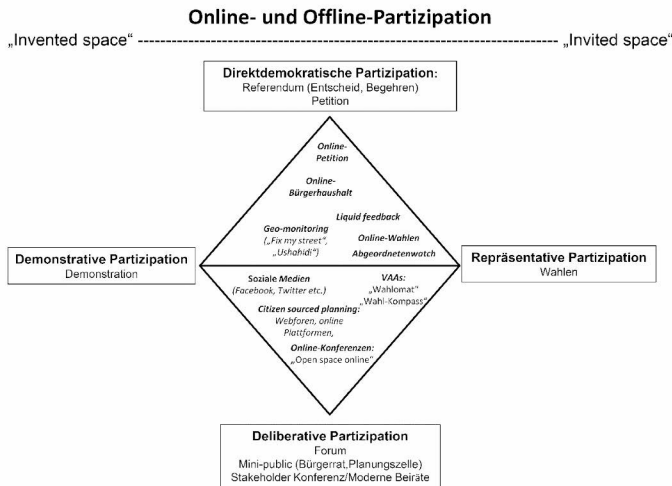 Online- und Offline-Partizipation
„Invented space“ „Invited space“
Direktdemokratische Partizipation:
Referendum (Entscheid, Begehren)
Petition
Online-
Petition
Online-
Bürgerhaushalt
Liquid feedback
Geo-monitoring
(„Fix my street“,
„Ushahidi“)
Online-Wahlen
Abgeordnetenwatch
Demonstrative Partizipation
Demonstration
Repräsentative Partizipation
Wahlen
Soziale Medien
(Facebook, Twitter etc.)
VAAs:
„Wahlomat“
„Wahl-Kompass“
Citizen sourced planning:
Webforen, online
Plattformen,
Online-Konferenzen:
„Open space online“
Deliberative Partizipation
Forum
Mini-public (Bürgerrat,Planungszelle)
Stakeholder Konferenz/Moderne Beiräte